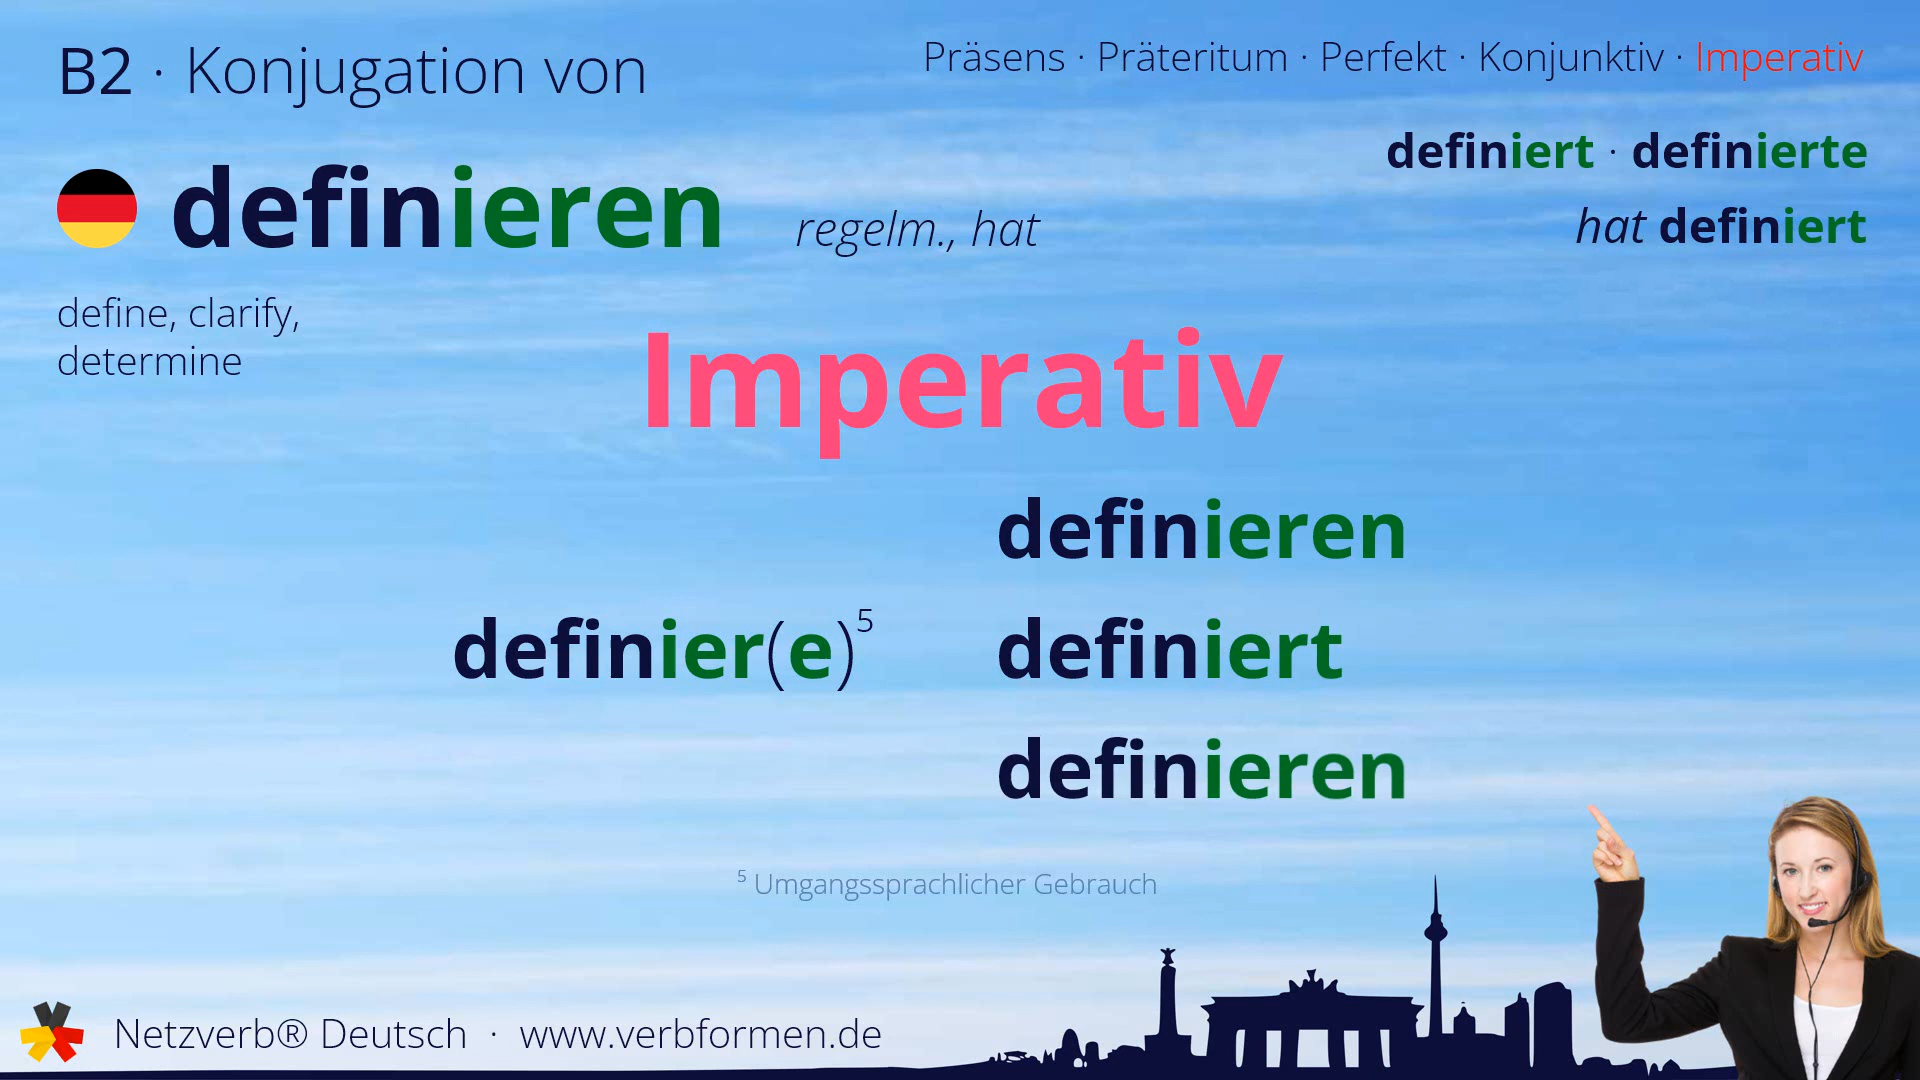 B2 · Konjugation von
Präsens · Präteritum · Perfekt · Konjunktiv · Imperativ
definieren regelm., hat
definiert · definierte
hat definiert
define, clarify,
determine
Imperativ
definieren
definier(e)⁵ definiert
definieren
⁵ Umgangssprachlicher Gebrauch
Netzverb® Deutsch · www.verbformen.de